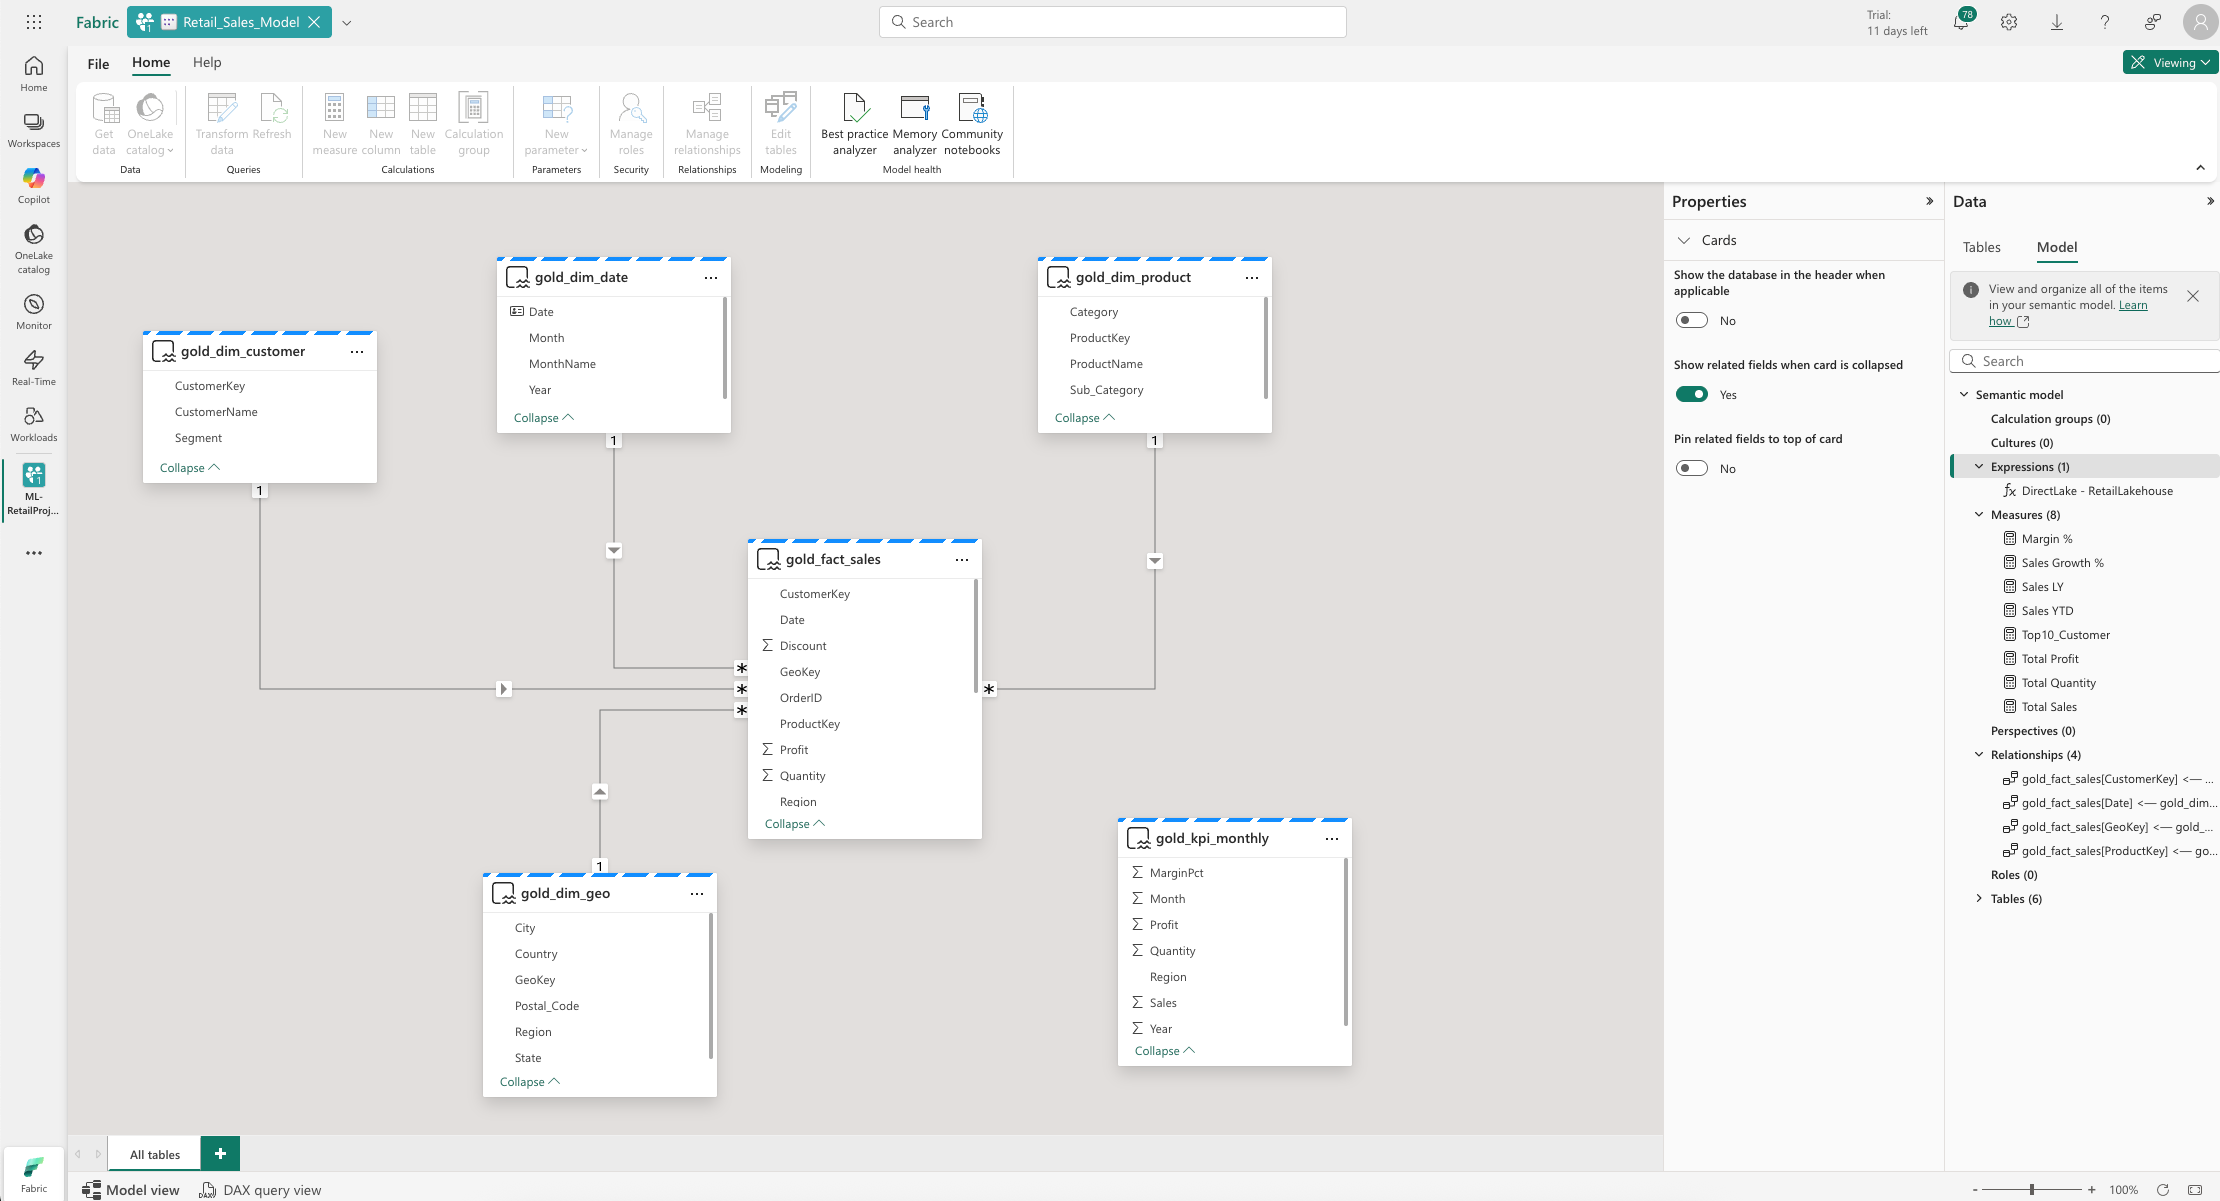 Fabric
Retail_Sales_Model
Search
Trial:
11 days left
78
File
Home
Help
Viewing
Get
data
OneLake
catalog
Data
Transform
data
Refresh
Queries
New
measure
New
column
New
table
Calculation
group
Calculations
New
parameter
Parameters
Manage
roles
Security
Manage
relationships
Relationships
Edit
tables
Modeling
Best practice
analyzer
Memory
analyzer
Community
notebooks
Model health
Home
Workspaces
Copilot
OneLake
catalog
Monitor
Real-Time
Workloads
ML-
RetailProj...
Fabric
gold_dim_customer
CustomerKey
CustomerName
Segment
Collapse
1
gold_dim_date
Date
Month
MonthName
Year
Collapse
1
gold_dim_product
Category
ProductKey
ProductName
Sub_Category
Collapse
1
gold_fact_sales
CustomerKey
Date
Discount
GeoKey
OrderID
ProductKey
Profit
Quantity
Region
Collapse
*
*
*
*
1
gold_dim_geo
City
Country
GeoKey
Postal_Code
Region
State
Collapse
gold_kpi_monthly
MarginPct
Month
Profit
Quantity
Region
Sales
Year
Collapse
Properties
Cards
Show the database in the header when
applicable
No
Show related fields when card is collapsed
Yes
Pin related fields to top of card
No
Data
Tables
Model
View and organize all of the items
in your semantic model. Learn
how
Search
Semantic model
Calculation groups (0)
Cultures (0)
Expressions (1)
DirectLake - RetailLakehouse
Measures (8)
Margin %
Sales Growth %
Sales LY
Sales YTD
Top10_Customer
Total Profit
Total Quantity
Total Sales
Perspectives (0)
Relationships (4)
gold_fact_sales[CustomerKey] <— ...
gold_fact_sales[Date] <— gold_dim...
gold_fact_sales[GeoKey] <— gold_...
gold_fact_sales[ProductKey] <— go...
Roles (0)
Tables (6)
All tables
+
Model view
DAX query view
- + 100%